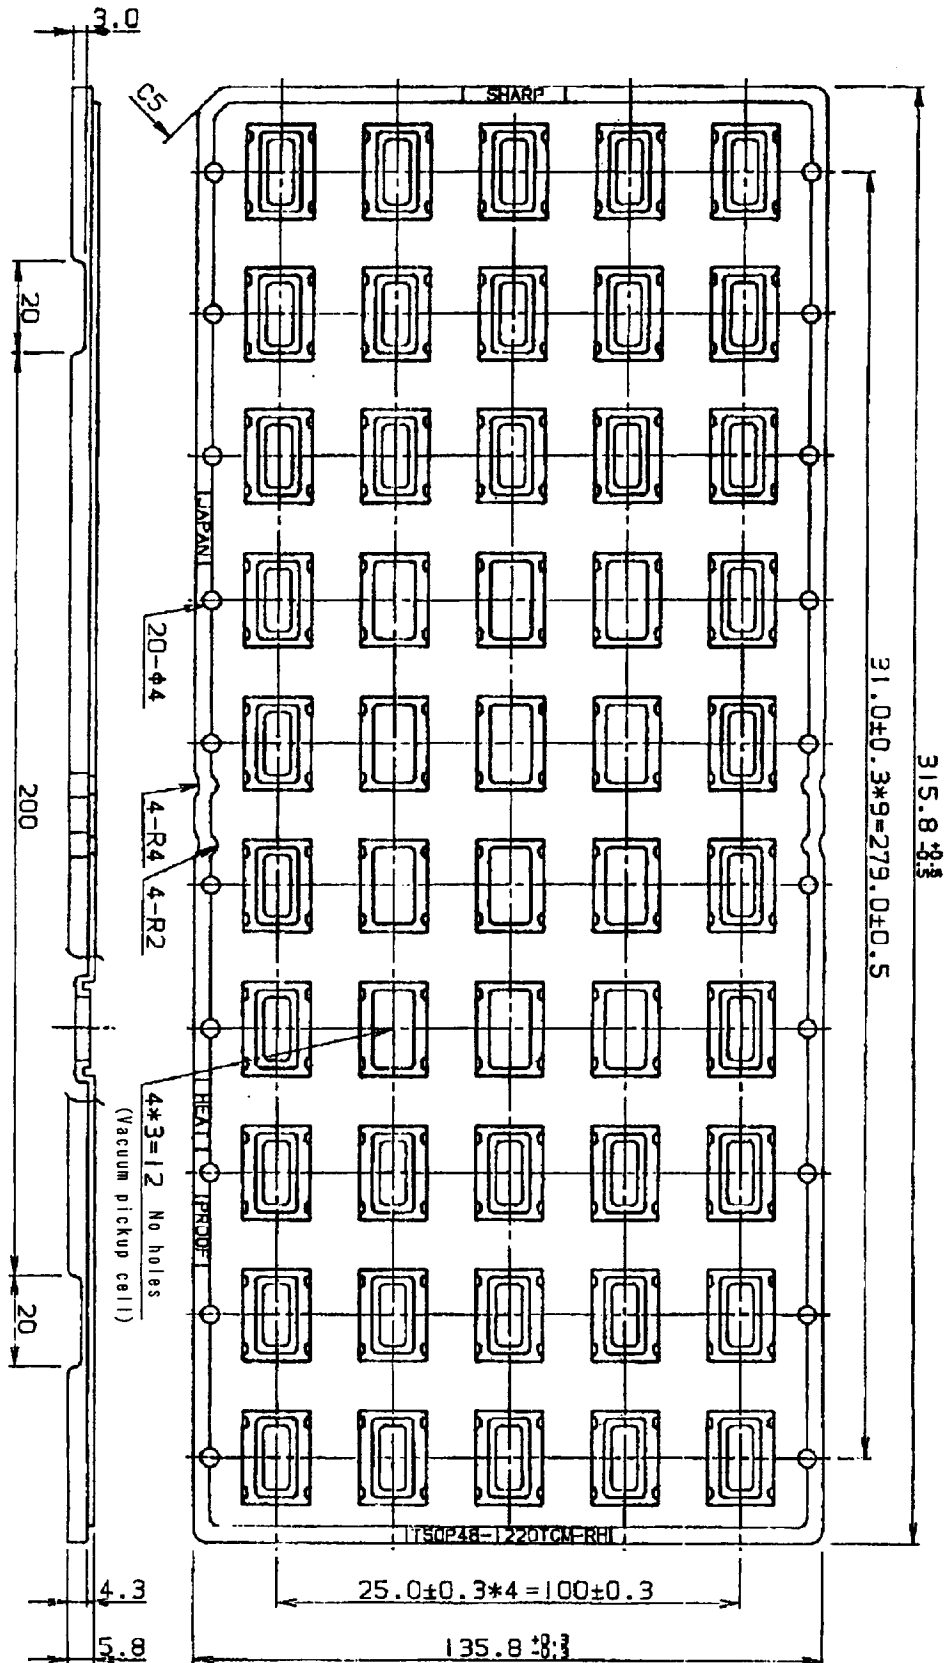 3.0
C5
SHARP
20
JAPAN
20-φ4
31.0±0.3*9=279.0±0.5
315.8
200
4-R4
4-R2
4*3=12 No holes
(Vacuum pickup cell)
HEAT PROOF
20
TSOP48-1220TCM-RH
4.3
25.0±0.3*4=100±0.3
5.8
135.8